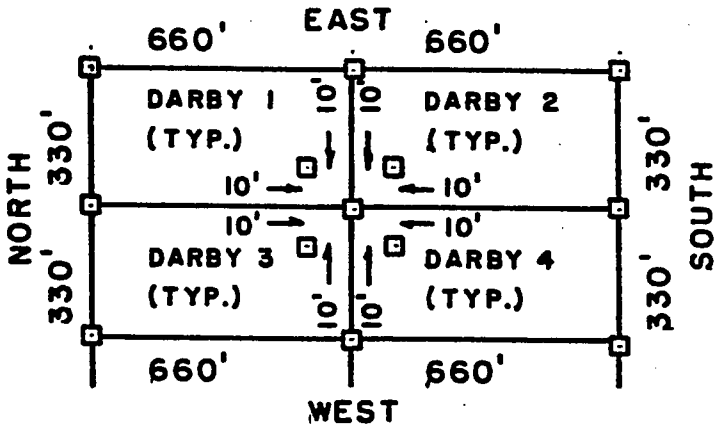 EAST
660' 660'
DARBY 1 10' 10' DARBY 2
(TYP.) (TYP.)
330' 330'
NORTH SOUTH
10' 10'
10' 10'
DARBY 3 DARBY 4
(TYP.) (TYP.)
330' 330'
10' 10'
660' 660'
WEST